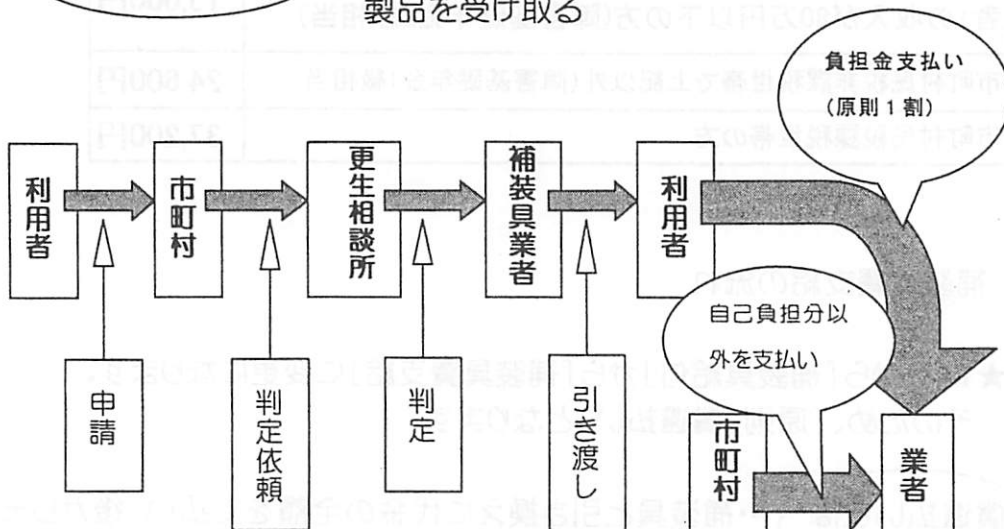 製品を受け取る
負担金支払い
(原則1割)
利用者
市町村
更生相談所
補装具業者
利用者
自己負担分以
外を支払い
申請
判定依頼
判定
引き渡し
市町村
業者